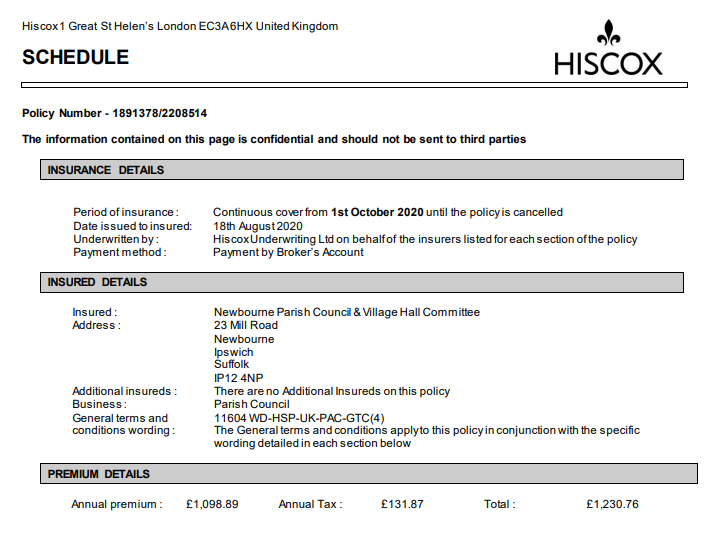 Hiscox 1 Great St Helen's London EC3A 6HX United Kingdom
HISCOX
SCHEDULE
Policy Number - 1891378/2208514
The information contained on this page is confidential and should not be sent to third parties
INSURANCE DETAILS
Period of insurance : Continuous cover from 1st October 2020 until the policy is cancelled
Date issued to insured: 18th August 2020
Underwritten by : Hiscox Underwriting Ltd on behalf of the insurers listed for each section of the policy
Payment method : Payment by Broker's Account
INSURED DETAILS
Insured : Newbourne Parish Council & Village Hall Committee
Address : 23 Mill Road
Newbourne
Ipswich
Suffolk
IP12 4NP
Additional insureds : There are no Additional Insureds on this policy
Business : Parish Council
General terms and 11604 WD-HSP-UK-PAC-GTC(4)
conditions wording : The General terms and conditions apply to this policy in conjunction with the specific
wording detailed in each section below
PREMIUM DETAILS
Annual premium : £1,098.89 Annual Tax : £131.87 Total : £1,230.76